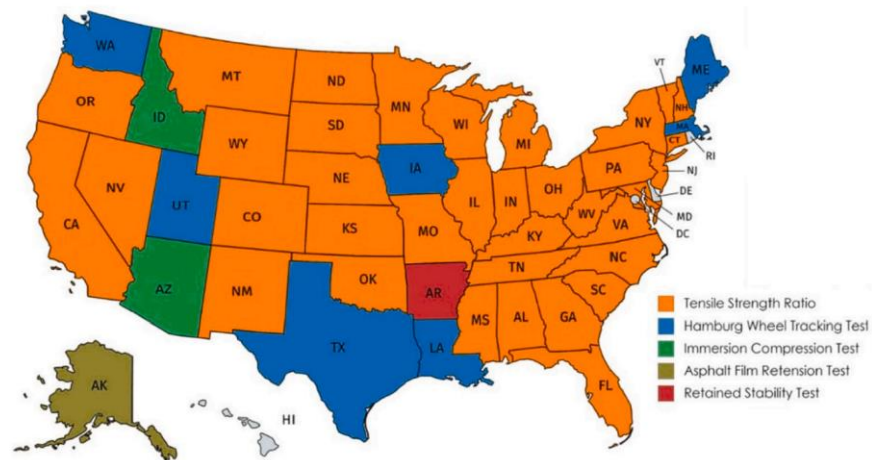 WA
MT
ND
MN
VT
ME
OR
ID
SD
WI
NY
NH
MA
WY
MI
CT
RI
IA
NE
PA
NJ
NV
UT
IL
IN
OH
DE
CO
WV
MD
CA
KS
MO
KY
VA
DC
TN
NC
AZ
NM
OK
AR
SC
MS
AL
GA
TX
LA
FL
AK
HI
Tensile Strength Ratio
Hamburg Wheel Tracking Test
Immersion Compression Test
Asphalt Film Retension Test
Retained Stability Test